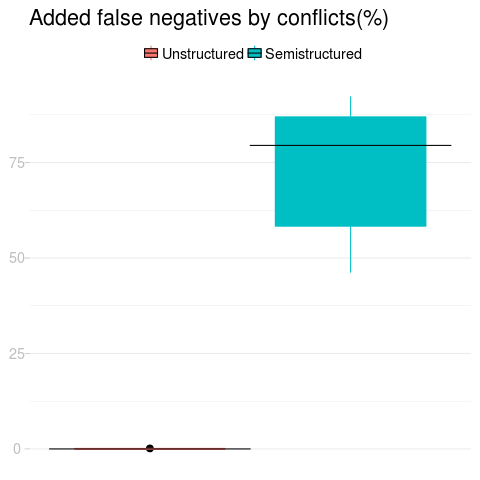 Added false negatives by conflicts(%)
Unstructured Semistructured
75
50
25
0